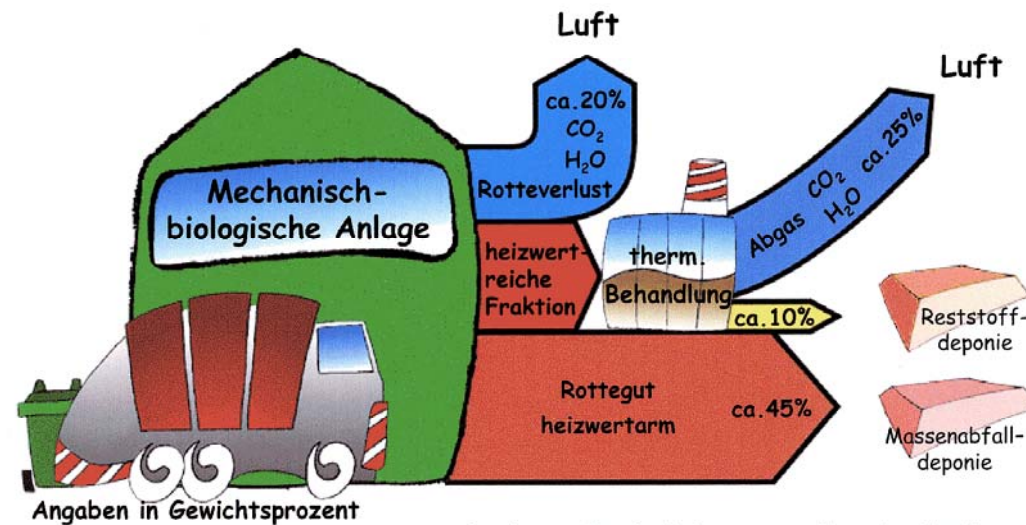 Luft
Luft
ca.20%
CO₂
H₂O
Rotteverlust
Mechanisch-
biologische Anlage
heizwert-
reiche
Fraktion
therm.
Behandlung
Abgas CO₂ H₂O ca.25%
ca.10%
Reststoff-
deponie
Rottegut
heizwertarm
ca.45%
Massenabfall-
deponie
Angaben in Gewichtsprozent